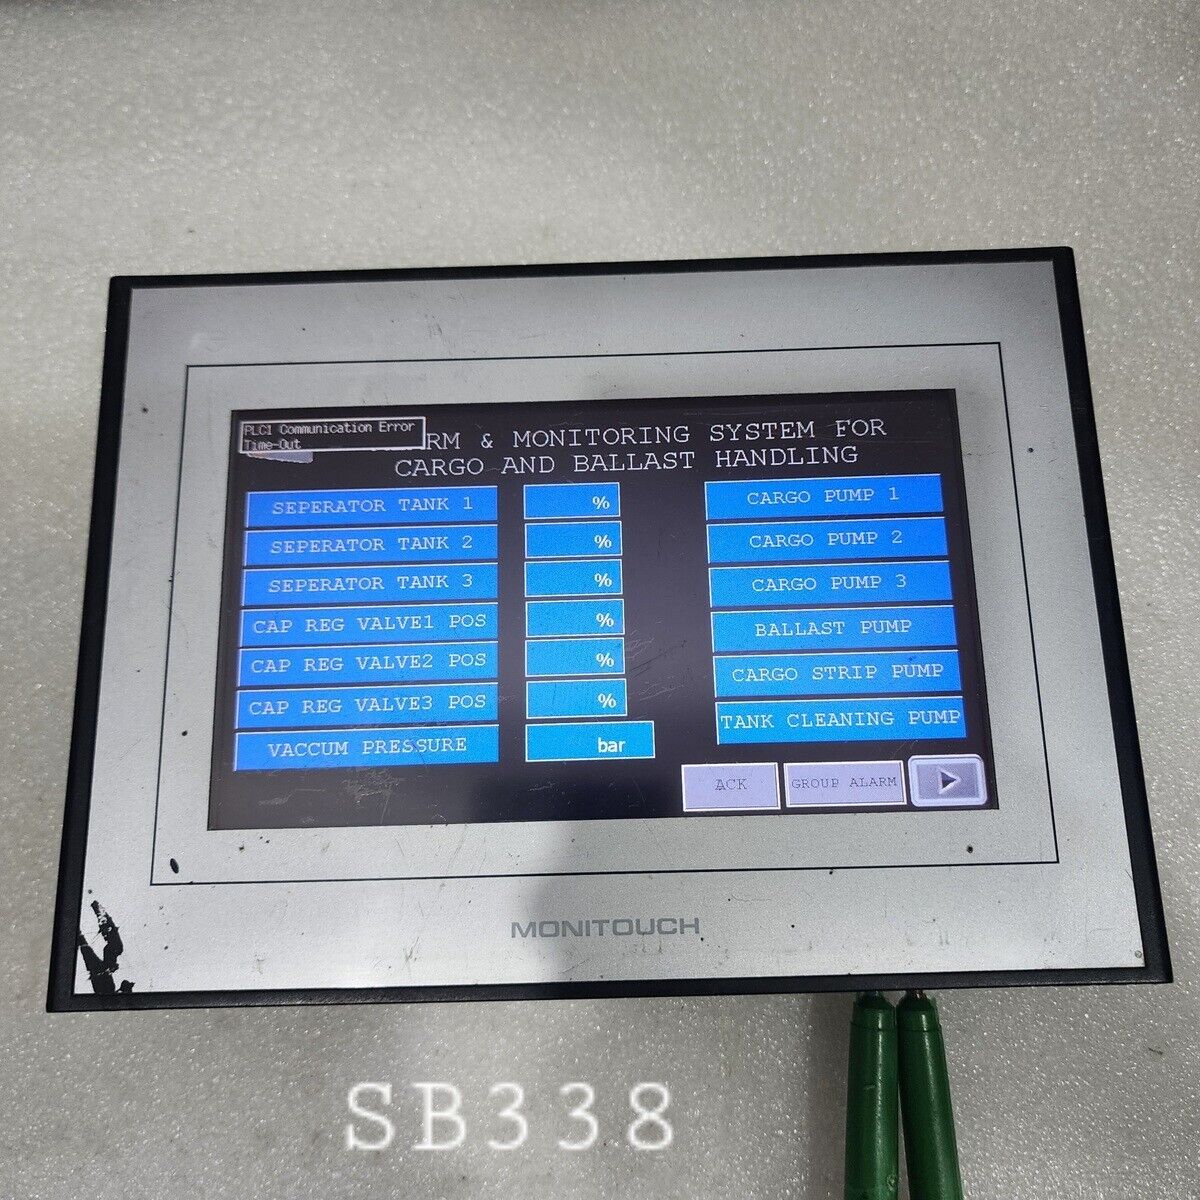 PLC1 Communication Error
Time-Out
RM & MONITORING SYSTEM FOR
CARGO AND BALLAST HANDLING
SEPERATOR TANK 1 % CARGO PUMP 1
SEPERATOR TANK 2 % CARGO PUMP 2
SEPERATOR TANK 3 % CARGO PUMP 3
CAP REG VALVE1 POS % BALLAST PUMP
CAP REG VALVE2 POS % CARGO STRIP PUMP
CAP REG VALVE3 POS % TANK CLEANING PUMP
VACCUM PRESSURE bar
ACK GROUP ALARM
MONITOUCH
SB338